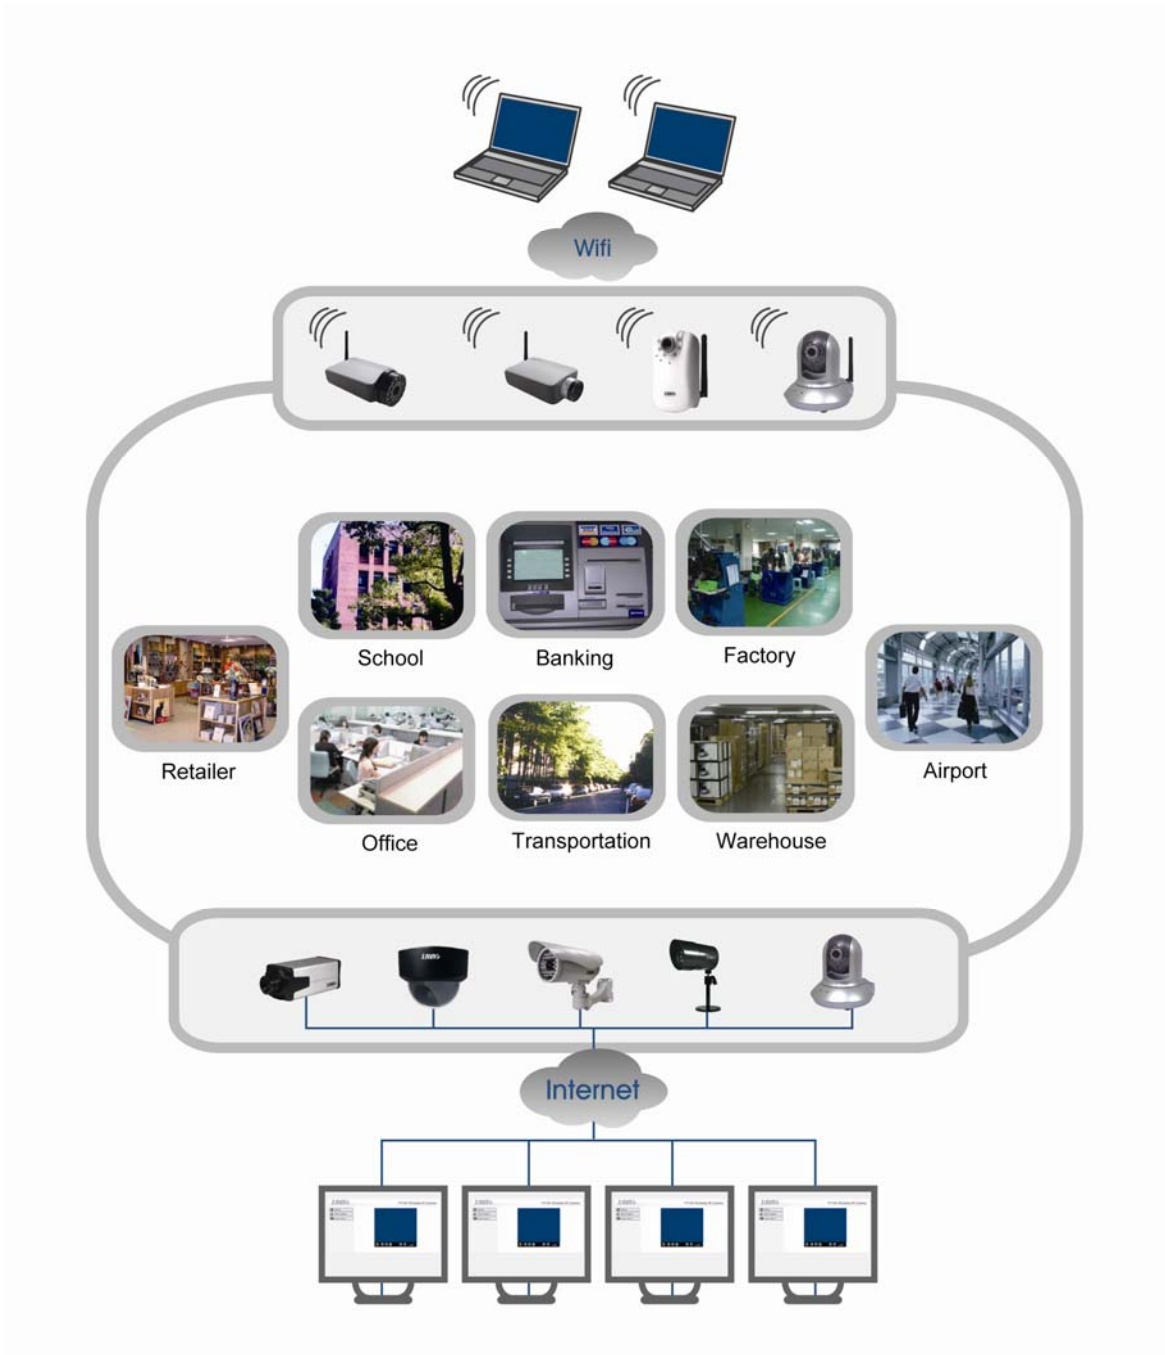 Wifi
School
Banking
Factory
Retailer
Airport
Office
Transportation
Warehouse
Internet